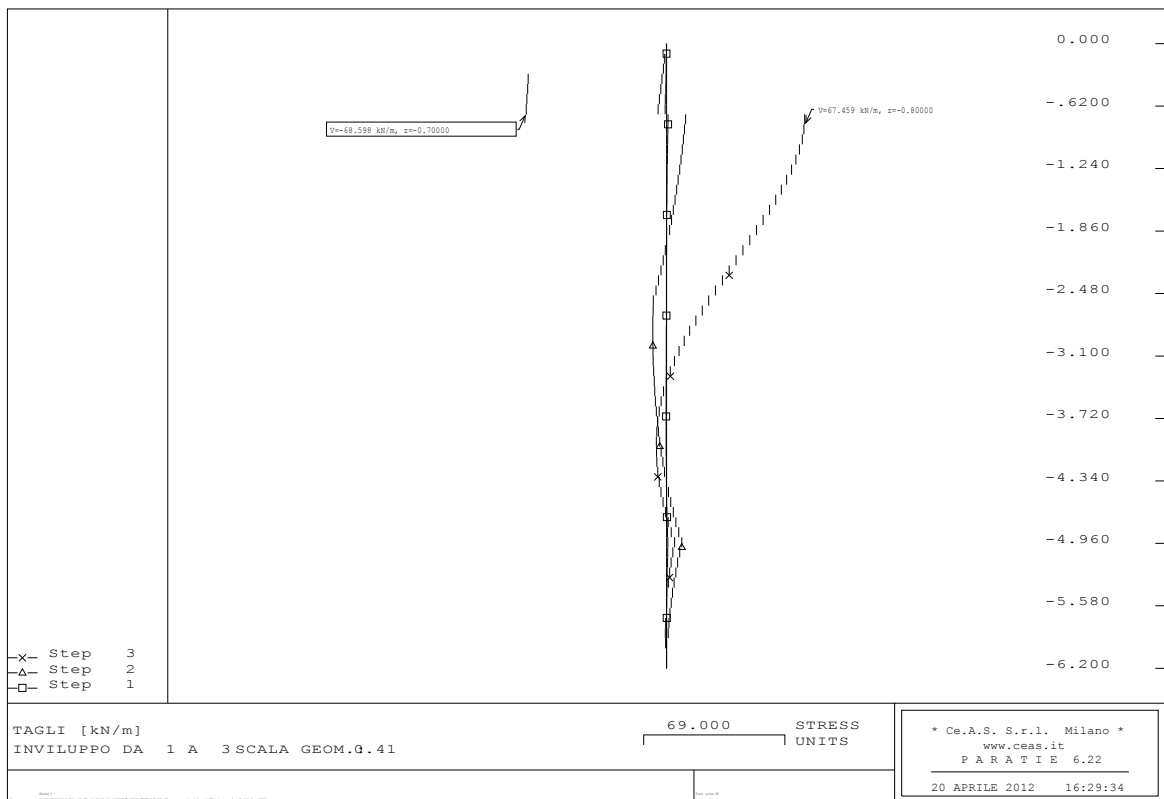 0.000
-.6200
-1.240
-1.860
-2.480
-3.100
-3.720
-4.340
-4.960
-5.580
-6.200
V=-68.598 kN/m, z=-0.70000
V=67.459 kN/m, z=-0.80000
Step 3
Step 2
Step 1
TAGLI [kN/m]
INVILUPPO DA 1 A 3 SCALA GEOM. 0.41
69.000
STRESS
UNITS
* Ce.A.S. S.r.l. Milano *
www.ceas.it
P A R A T I E 6.22
20 APRILE 2012 16:29:34